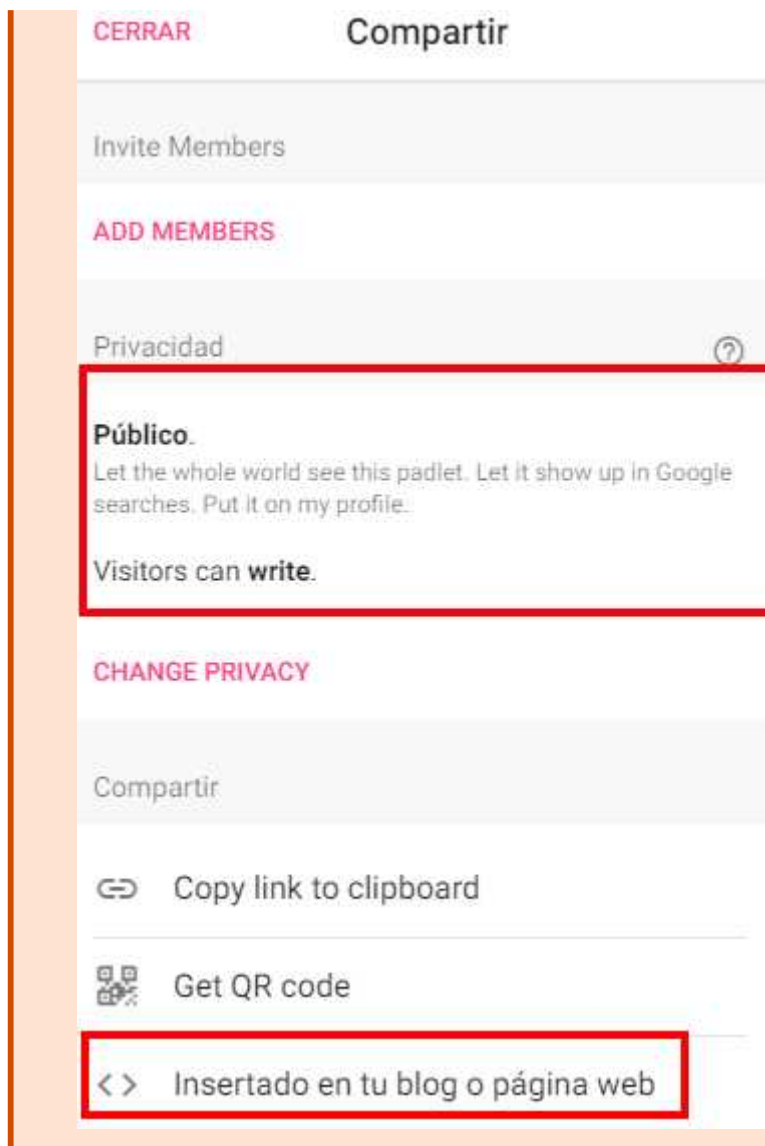 CERRAR Compartir
Invite Members
ADD MEMBERS
Privacidad
Público.
Let the whole world see this padlet. Let it show up in Google
searches. Put it on my profile.
Visitors can write.
CHANGE PRIVACY
Compartir
Copy link to clipboard
Get QR code
Insertado en tu blog o página web